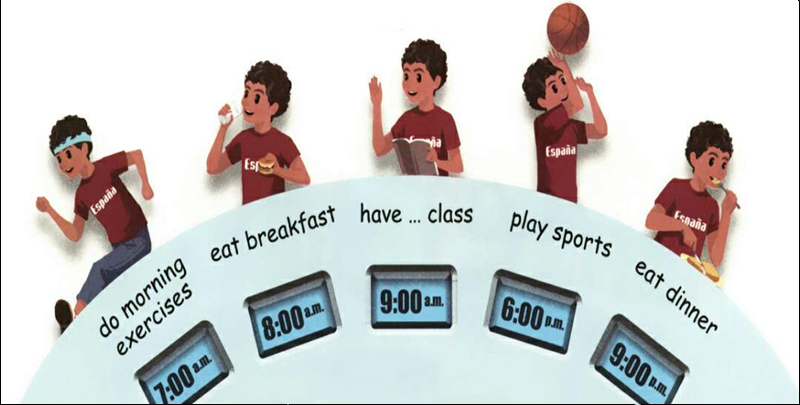 España
do morning
exercises
7:00 a.m.
Esp
eat breakfast
8:00 a.m.
España
have ... class
9:00 a.m.
España
play sports
6:00 p.m.
España
eat dinner
9:00 p.m.